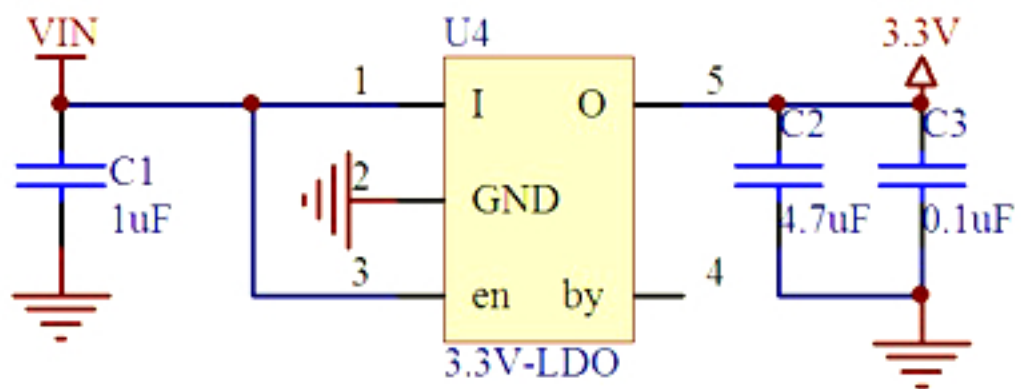 VIN
U4
3.3V
1
I
O
5
C2
C3
C1
1uF
2
GND
4.7uF
0.1uF
3
en
by
4
3.3V-LDO